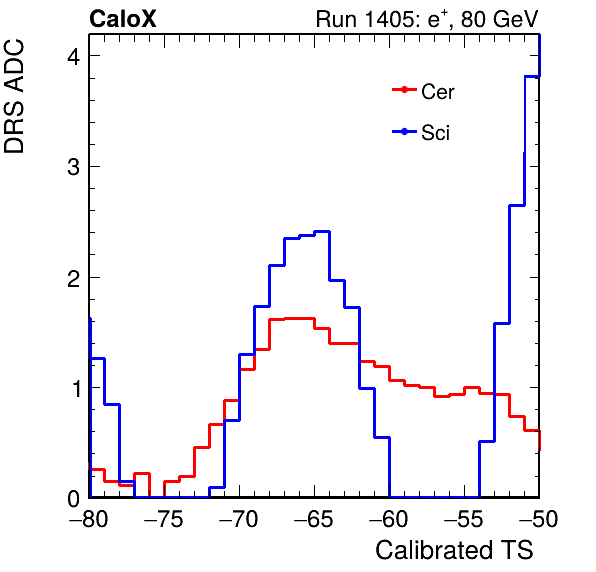 CaloX Run 1405: e⁺, 80 GeV
DRS ADC
4
3
2
1
0
Cer
Sci
−80 −75 −70 −65 −60 −55 −50
Calibrated TS